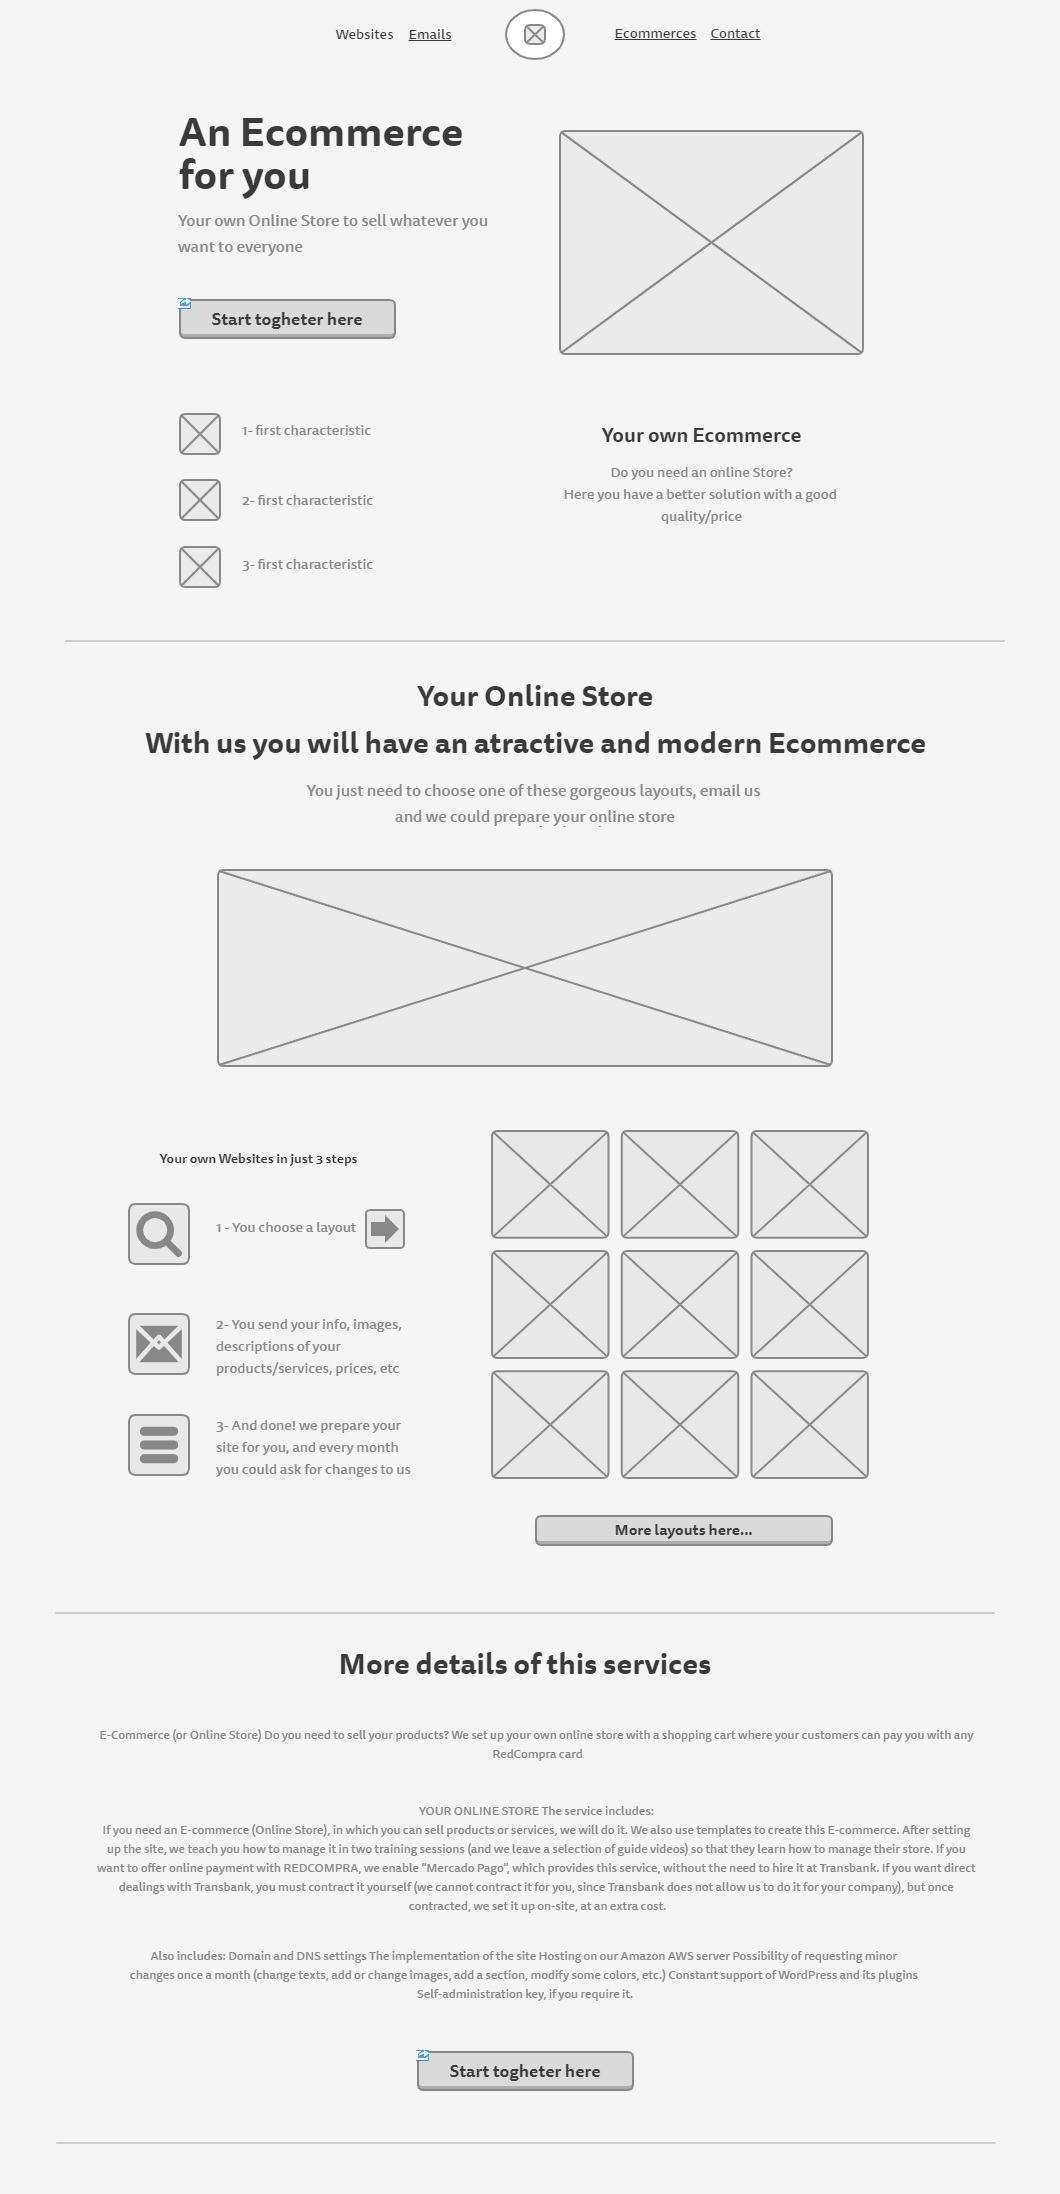 Websites Emails Ecommerces Contact
An Ecommerce
for you
Your own Online Store to sell whatever you
want to everyone
Start togheter here
1- first characteristic
2- first characteristic
3- first characteristic
Your own Ecommerce
Do you need an online Store?
Here you have a better solution with a good
quality/price
Your Online Store
With us you will have an atractive and modern Ecommerce
You just need to choose one of these gorgeous layouts, email us
and we could prepare your online store
Your own Websites in just 3 steps
1 - You choose a layout
2- You send your info, images,
descriptions of your
products/services, prices, etc
3- And done! we prepare your
site for you, and every month
you could ask for changes to us
More layouts here...
More details of this services
E-Commerce (or Online Store) Do you need to sell your products? We set up your own online store with a shopping cart where your customers can pay you with any
RedCompra card
YOUR ONLINE STORE The service includes:
If you need an E-commerce (Online Store), in which you can sell products or services, we will do it. We also use templates to create this E-commerce. After setting
up the site, we teach you how to manage it in two training sessions (and we leave a selection of guide videos) so that they learn how to manage their store. If you
want to offer online payment with REDCOMPRA, we enable "Mercado Pago", which provides this service, without the need to hire it at Transbank. If you want direct
dealings with Transbank, you must contract it yourself (we cannot contract it for you, since Transbank does not allow us to do it for your company), but once
contracted, we set it up on-site, at an extra cost.
Also includes: Domain and DNS settings The implementation of the site Hosting on our Amazon AWS server Possibility of requesting minor
changes once a month (change texts, add or change images, add a section, modify some colors, etc.) Constant support of WordPress and its plugins
Self-administration key, if you require it.
Start togheter here